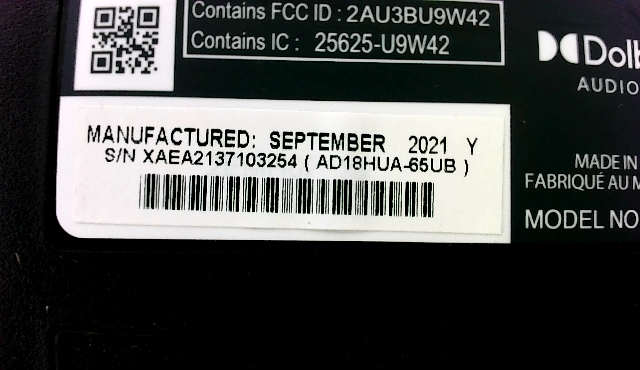 Contains FCC ID : 2AU3BU9W42
Contains IC : 25625-U9W42
AUDIO
MANUFACTURED: SEPTEMBER 2021 Y
S/N XAEA2137103254 ( AD18HUA-65UB )
MADE IN
FABRIQUÉ AU
MODEL NO